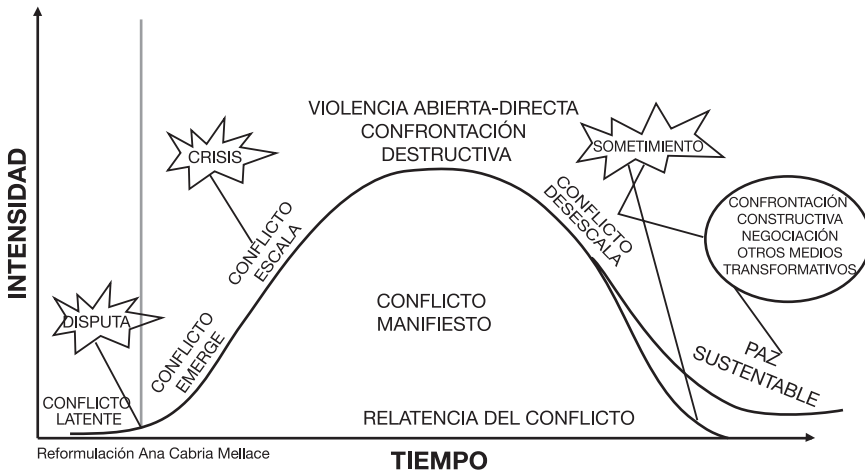 INTENSIDAD
VIOLENCIA ABIERTA-DIRECTA
CONFRONTACIÓN
DESTRUCTIVA
CRISIS
SOMETIMIENTO
CONFLICTO
ESCALA
CONFLICTO
DESESCALA
CONFRONTACIÓN
CONSTRUCTIVA
NEGOCIACIÓN
OTROS MEDIOS
TRANSFORMATIVOS
DISPUTA
CONFLICTO
EMERGE
CONFLICTO
MANIFIESTO
PAZ
SUSTENTABLE
CONFLICTO
LATENTE
RELATENCIA DEL CONFLICTO
Reformulación Ana Cabria Mellace
TIEMPO